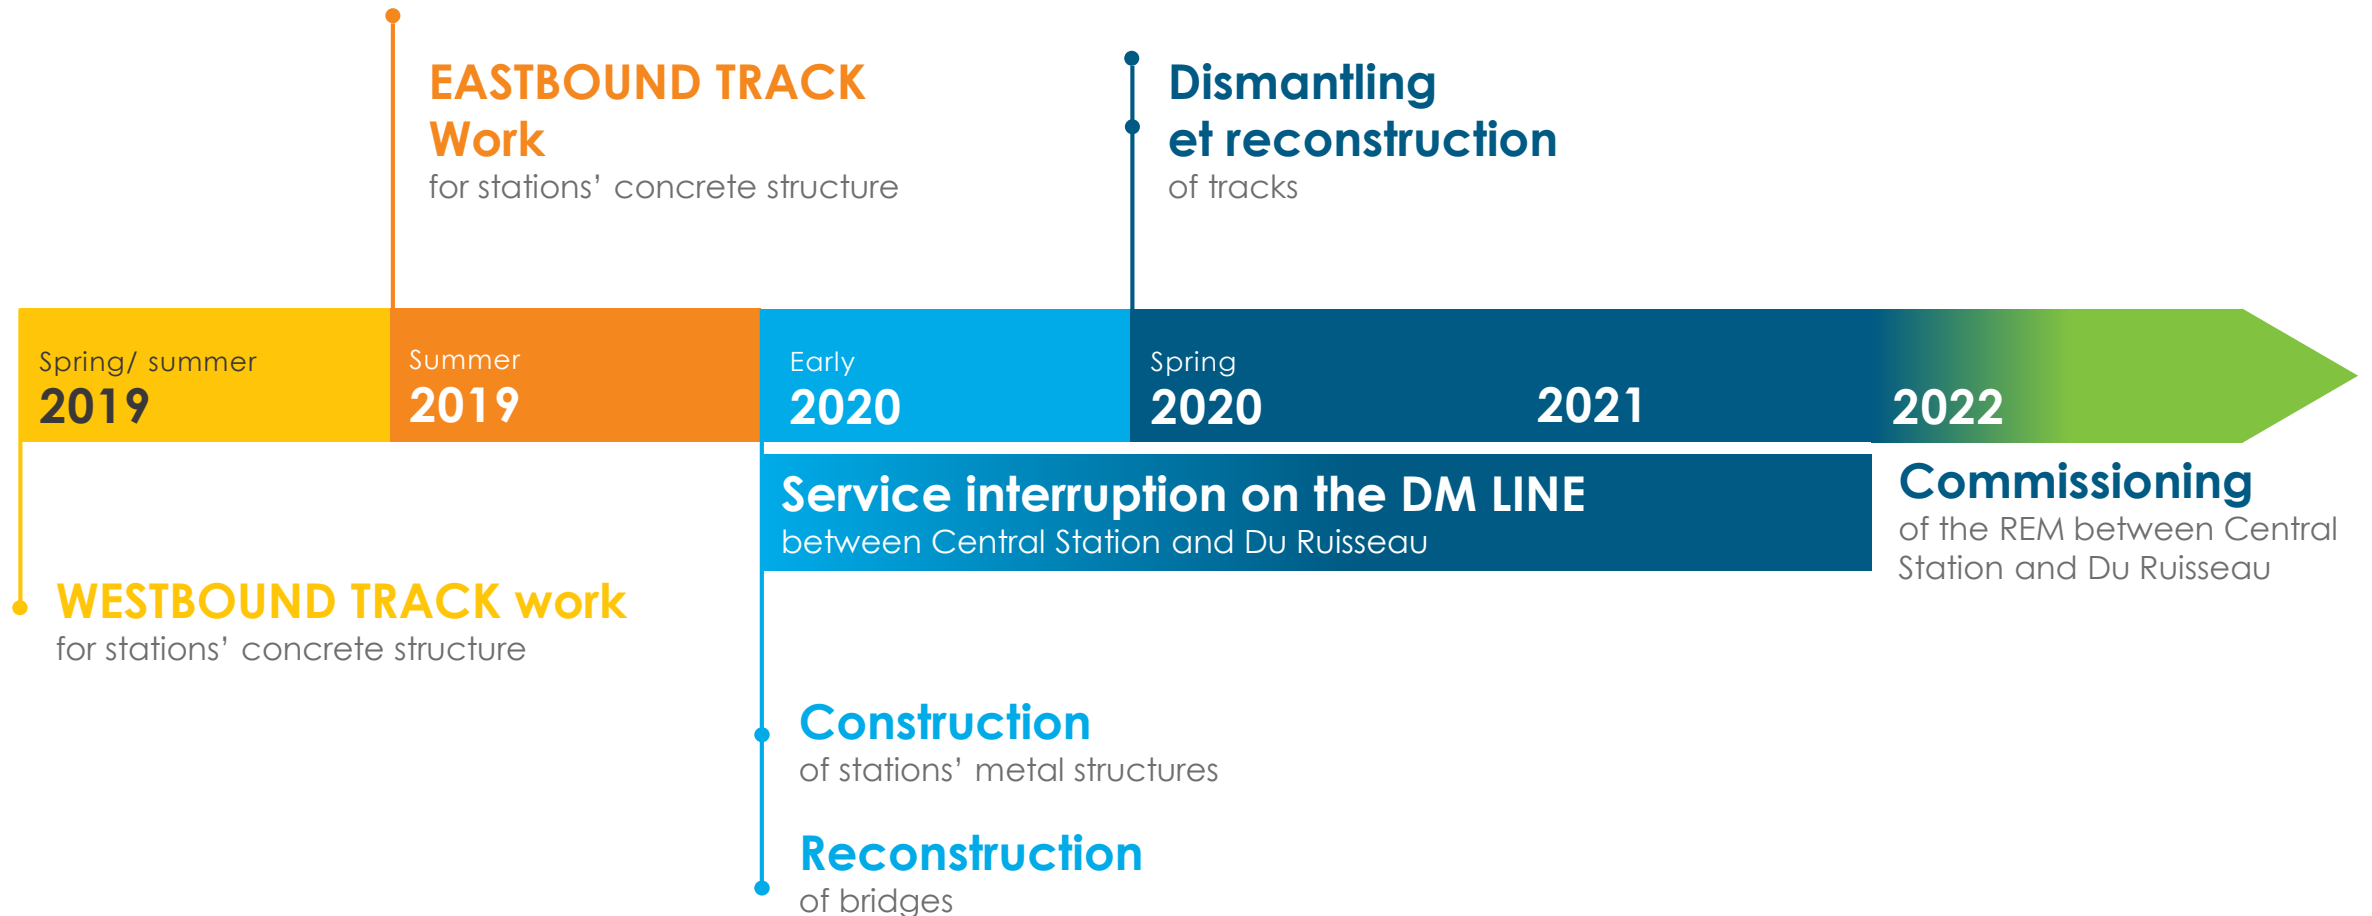 EASTBOUND TRACK
Work
for stations’ concrete structure
Dismantling
et reconstruction
of tracks
Spring/ summer
2019
Summer
2019
Early
2020
Spring
2020
2021
2022
Service interruption on the DM LINE
between Central Station and Du Ruisseau
Commissioning
of the REM between Central
Station and Du Ruisseau
WESTBOUND TRACK work
for stations’ concrete structure
Construction
of stations’ metal structures
Reconstruction
of bridges